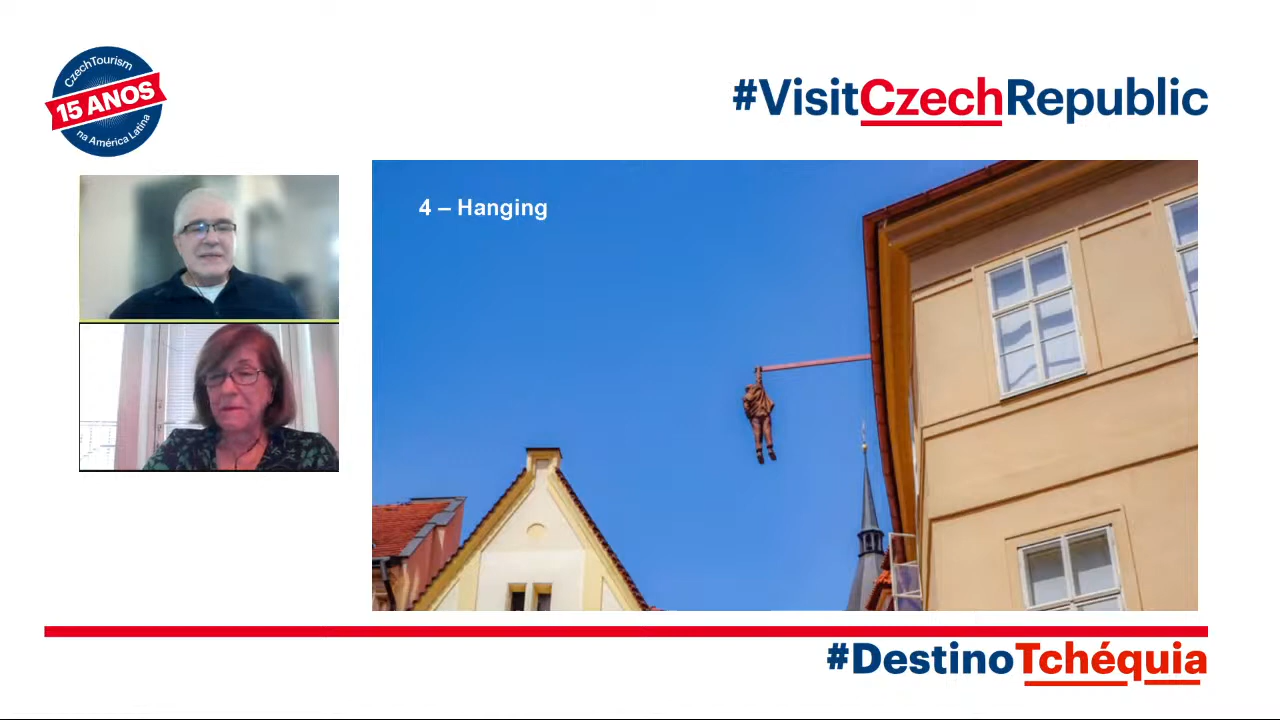 CzechTourism
15 ANOS
na América Latina
#VisitCzechRepublic
4 – Hanging
#DestinoTchéquia